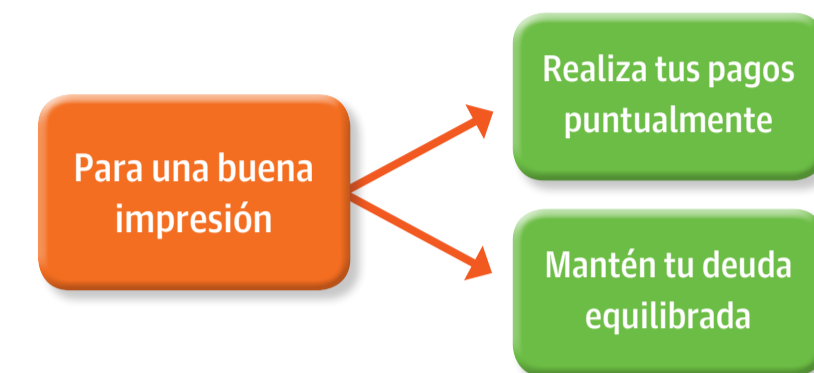 Para una buena
impresión
Realiza tus pagos
puntualmente
Mantén tu deuda
equilibrada